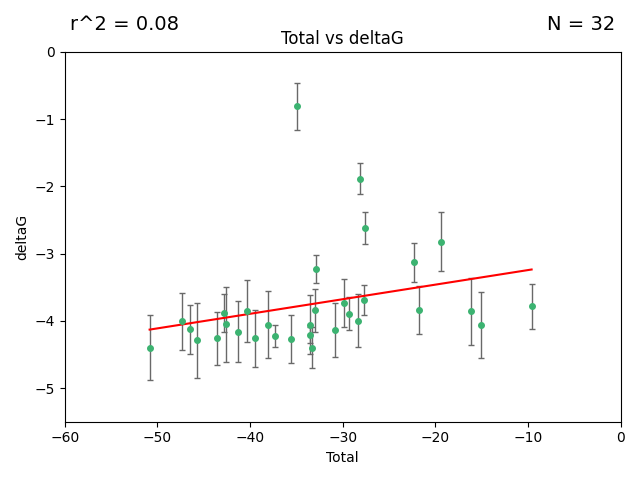 r^2 = 0.08
N = 32
Total vs deltaG
0
−1
−2
−3
−4
−5
deltaG
−60
−50
−40
−30
−20
−10
0
Total